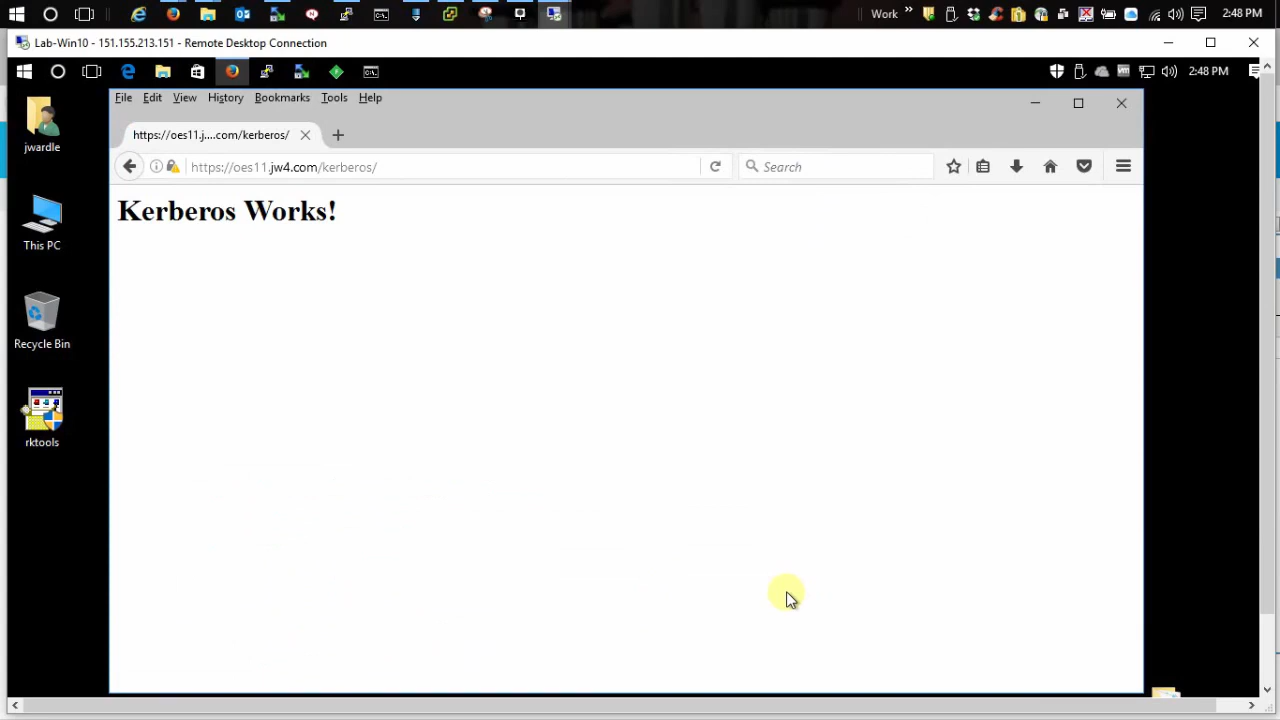 Work »
2:48 PM
Lab-Win10 - 151.155.213.151 - Remote Desktop Connection
2:48 PM
File Edit View History Bookmarks Tools Help
https://oes11.j....com/kerberos/
https://oes11.jw4.com/kerberos/
Search
Kerberos Works!
jwardle
This PC
Recycle Bin
rktools